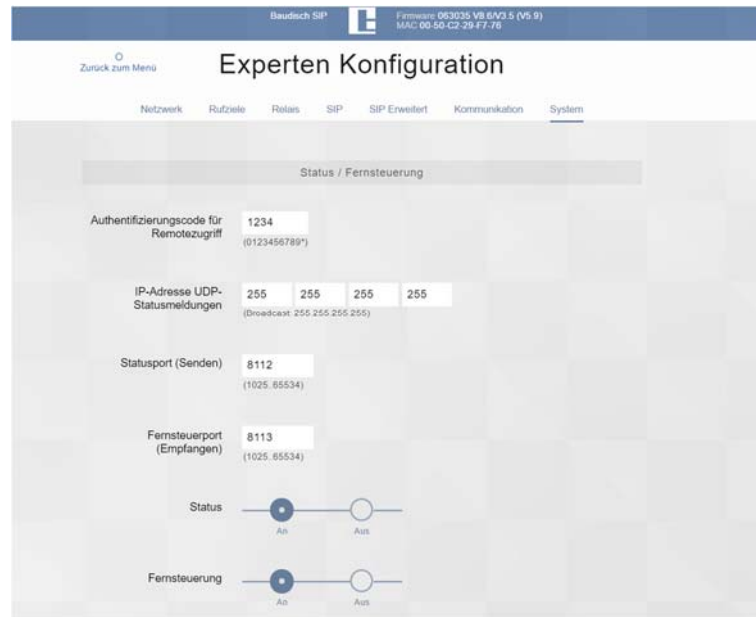 Baudisch SIP
Firmware 063035 V8.6/V3.5 (V5.9)
MAC 00-50-C2-29-F7-76
Zurück zum Menü
Experten Konfiguration
Netzwerk Rufziele Relais SIP SIP Erweitert Kommunikation System
Status / Fernsteuerung
Authentifizierungscode für
Remotezugriff
1234
(0123456789*)
IP-Adresse UDP-
Statusmeldungen
255 255 255 255
(Broadcast: 255.255.255.255)
Statusport (Senden)
8112
(1025..65534)
Fernsteuerport
(Empfangen)
8113
(1025..65534)
Status
An Aus
Fernsteuerung
An Aus